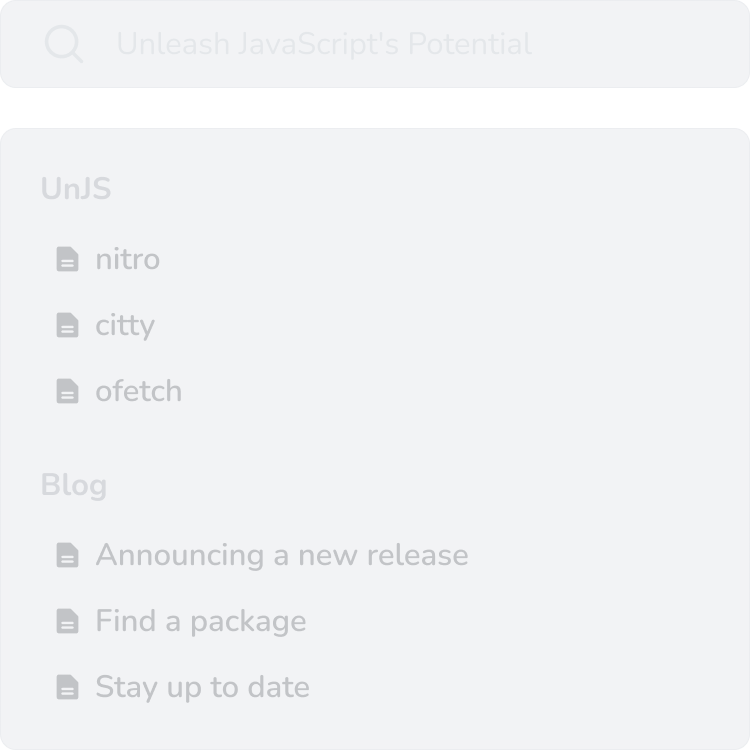 Unleash JavaScript's Potential
UnJS
nitro
citty
ofetch
Blog
Announcing a new release
Find a package
Stay up to date